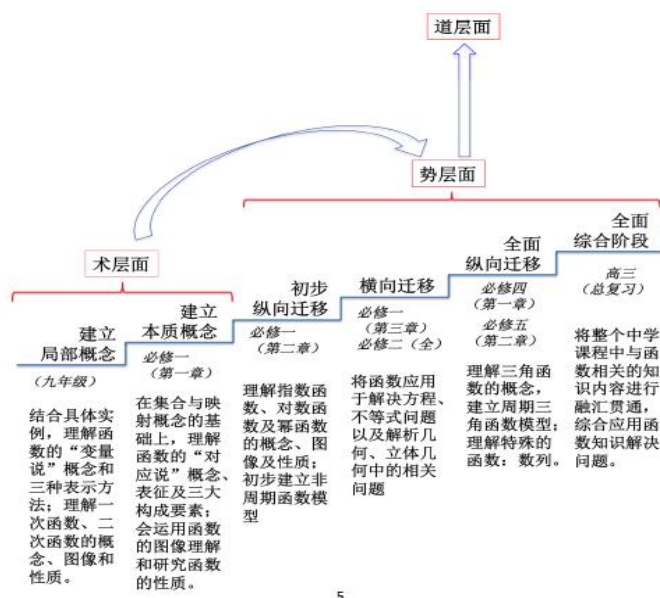 道层面
势层面
术层面
建立
局部概念
(九年级)
结合具体实
例，理解函
数的“变量
说”概念和
三种表示方
法；理解一
次函数、二
次函数的概
念、图像和
性质。
建立
本质概念
必修一
(第一章)
在集合与映
射概念的基
础上，理解
函数的“对
应说”概念、
表征及三大
构成要素；
会运用函数
的图像理解
和研究函数
的性质。
初步
纵向迁移
必修一
(第二章)
理解指数函
数、对数函
数及幂函数
的概念、图
像及性质；
初步建立非
周期函数模
型
横向迁移
必修一
(第三章)
必修二（全)
将函数应用
于解决方程、
不等式问题
以及解析几
何、立体几
何中的相关
问题
全面
纵向迁移
必修四
(第一章)
必修五
(第二章)
理解三角函
数的概念，
建立周期三
角函数模型；
理解特殊的
函数：数列。
全面
综合阶段
高三
(总复习)
将整个中学
课程中与函
数相关的知
识内容进行
融汇贯通，
综合应用函
数知识解决
问题。
5